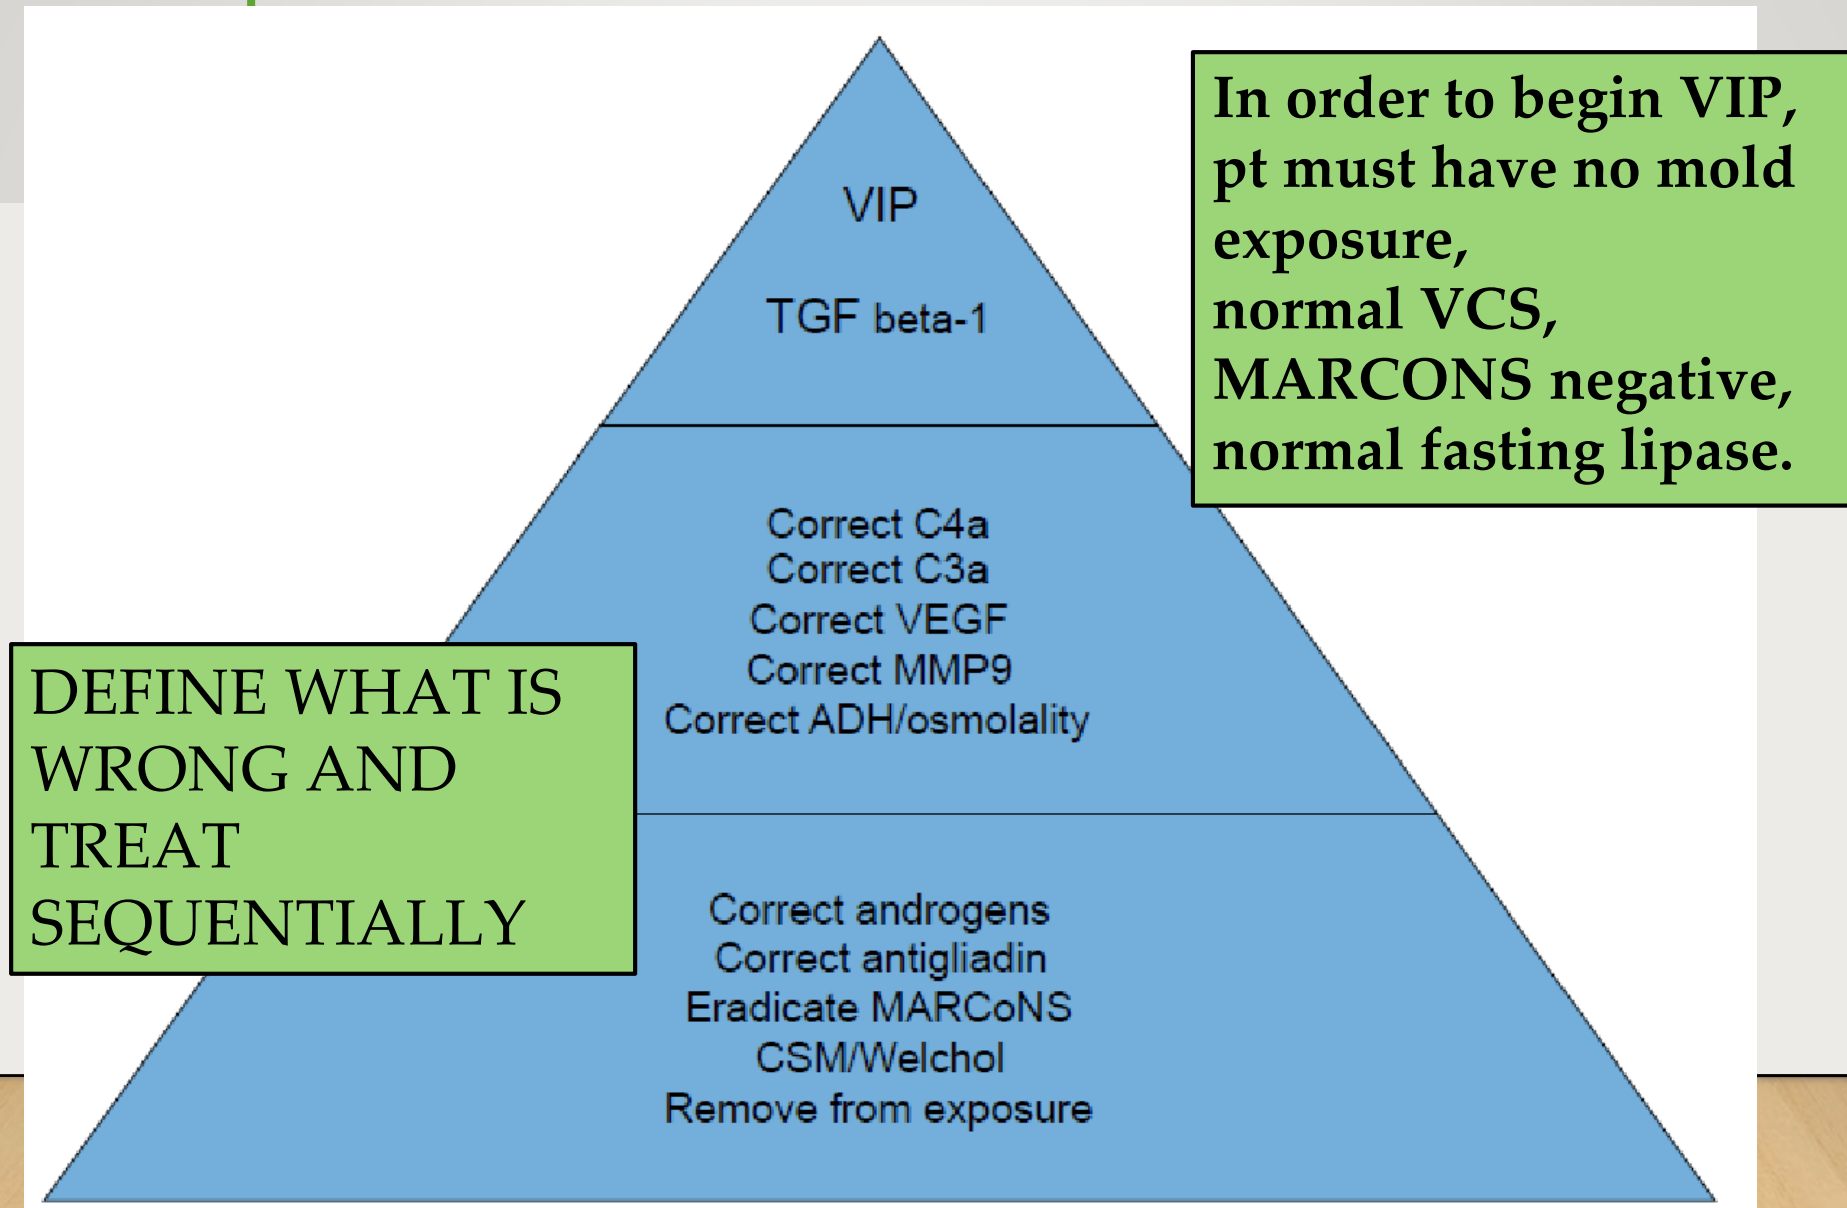 VIP
TGF beta-1
In order to begin VIP,
pt must have no mold
exposure,
normal VCS,
MARCONS negative,
normal fasting lipase.
Correct C4a
Correct C3a
Correct VEGF
Correct MMP9
Correct ADH/osmolality
DEFINE WHAT IS
WRONG AND
TREAT
SEQUENTIALLY
Correct androgens
Correct antigliadin
Eradicate MARCoNS
CSM/Welchol
Remove from exposure